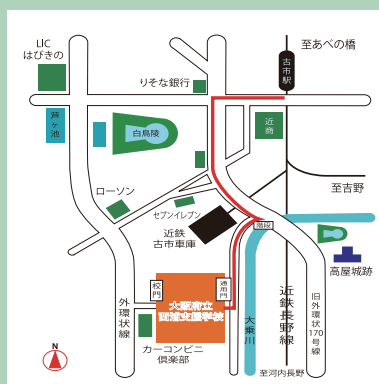 LIC
はびきの
至あべの橋
古市駅
りそな銀行
芦ヶ池
白鳥陵
近商
ローソン
セブンイレブン
至吉野
近鉄
古市車庫
階段
高屋城跡
校門
通用門
大阪府立
西浦支援学校
外環状線
大乗川
近鉄長野線
旧外環状170号線
カーコンビニ
倶楽部
N
至河内長野